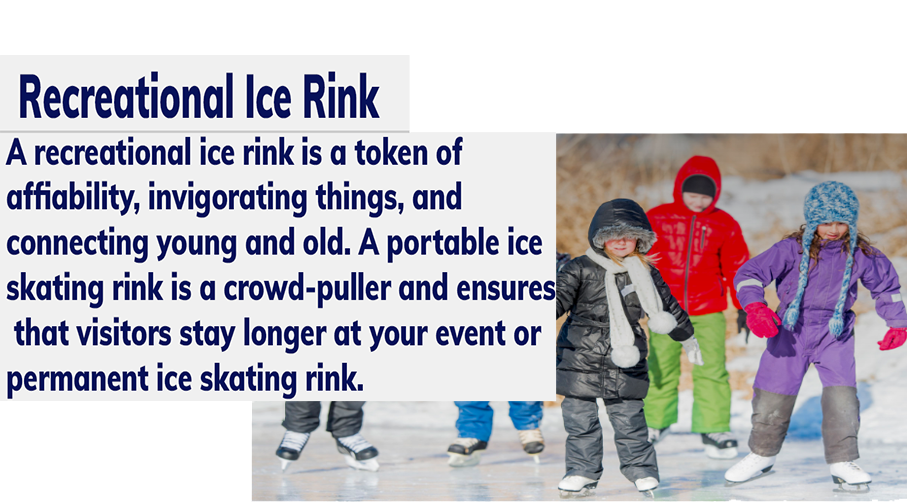 Recreational Ice Rink
A recreational ice rink is a token of
affiability, invigorating things, and
connecting young and old. A portable ice
skating rink is a crowd-puller and ensures
that visitors stay longer at your event or
permanent ice skating rink.